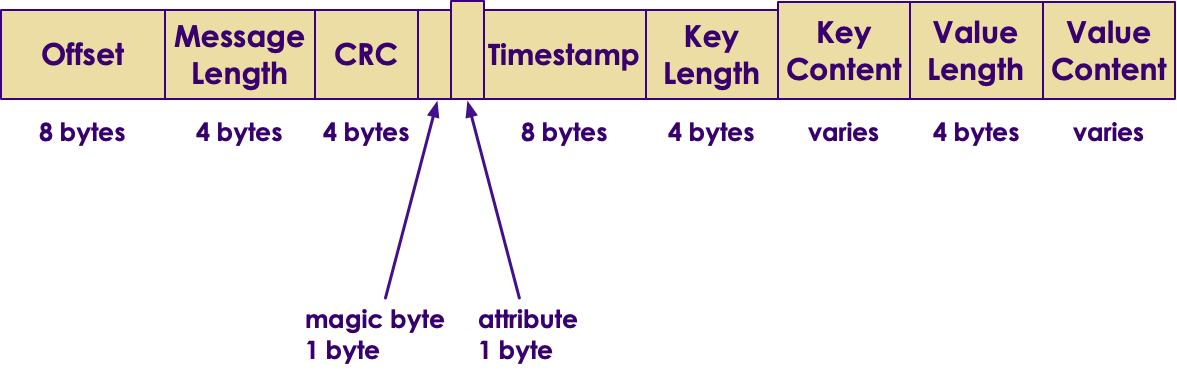 Offset
Message
Length
CRC
Timestamp
Key
Length
Key
Content
Value
Length
Value
Content
8 bytes
4 bytes
4 bytes
8 bytes
4 bytes
varies
4 bytes
varies
magic byte
1 byte
attribute
1 byte